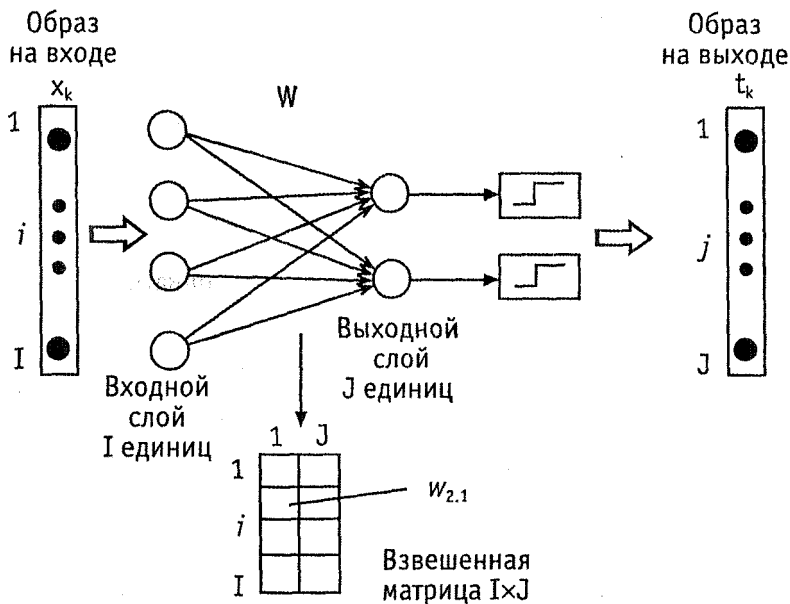 Образ
на входе
x_k
W
Образ
на выходе
t_k
1
i
I
1
j
J
Входной
слой
I единиц
Выходной
слой
J единиц
1 J
1
i
I
w_2.1
Взвешенная
матрица I×J